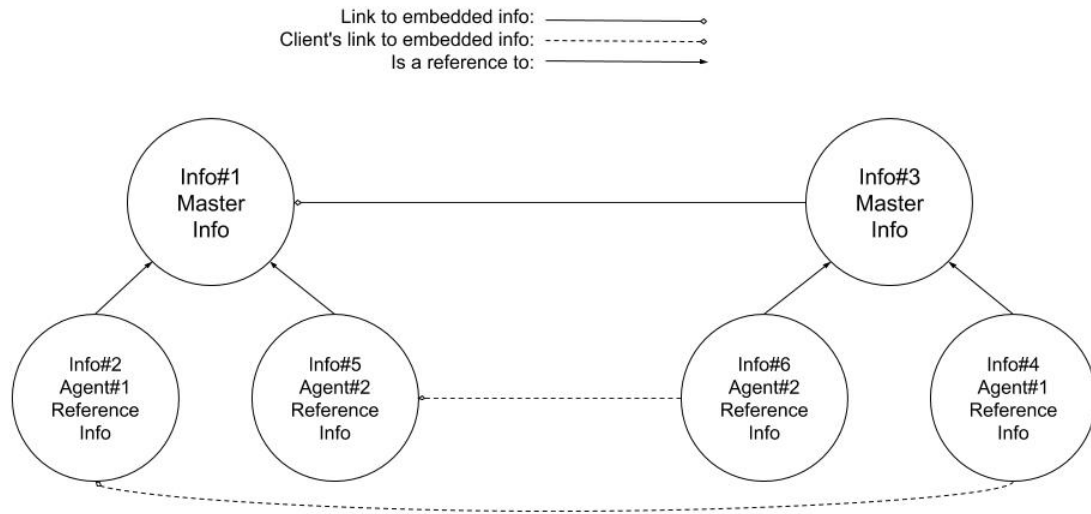 Link to embedded info:
Client's link to embedded info:
Is a reference to:
Info#1
Master
Info
Info#3
Master
Info
Info#2
Agent#1
Reference
Info
Info#5
Agent#2
Reference
Info
Info#6
Agent#2
Reference
Info
Info#4
Agent#1
Reference
Info